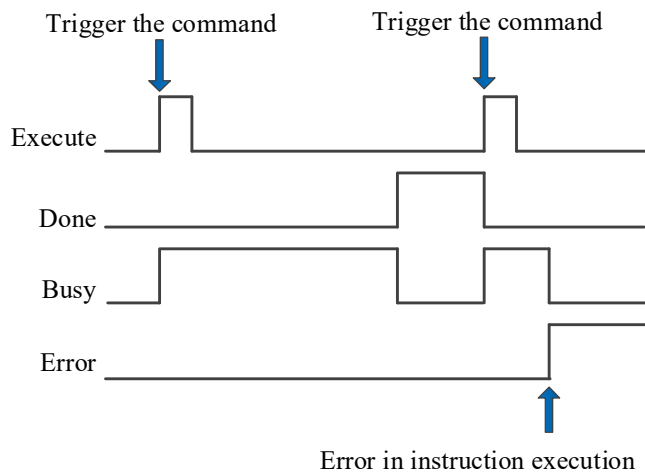 Trigger the command
Trigger the command
Execute
Done
Busy
Error
Error in instruction execution